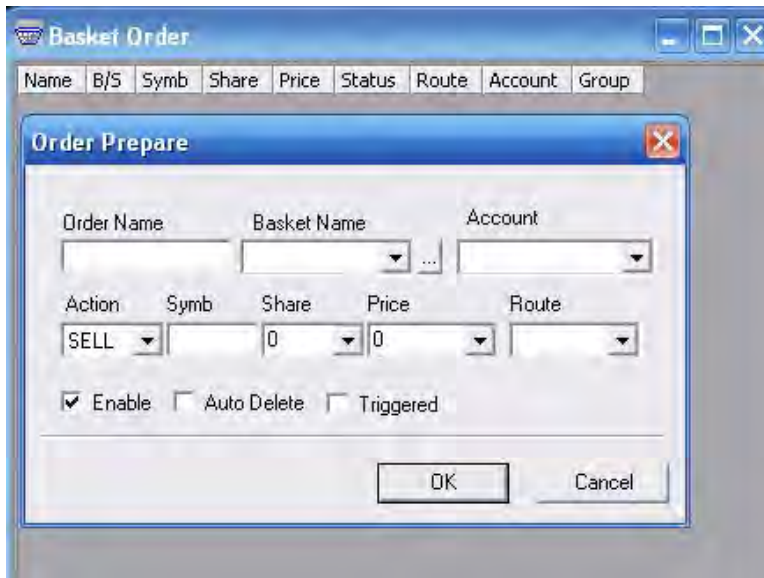 Basket Order
Name B/S Symb Share Price Status Route Account Group
Order Prepare
Order Name Basket Name Account
...
Action Symb Share Price Route
SELL 0 0
Enable Auto Delete Triggered
OK Cancel